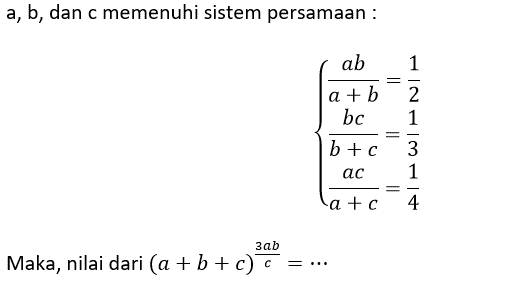 a, b, dan c memenuhi sistem persamaan :
ab/(a + b) = 1/2
bc/(b + c) = 1/3
ac/(a + c) = 1/4
Maka, nilai dari (a + b + c)^(3ab/c) = ⋯